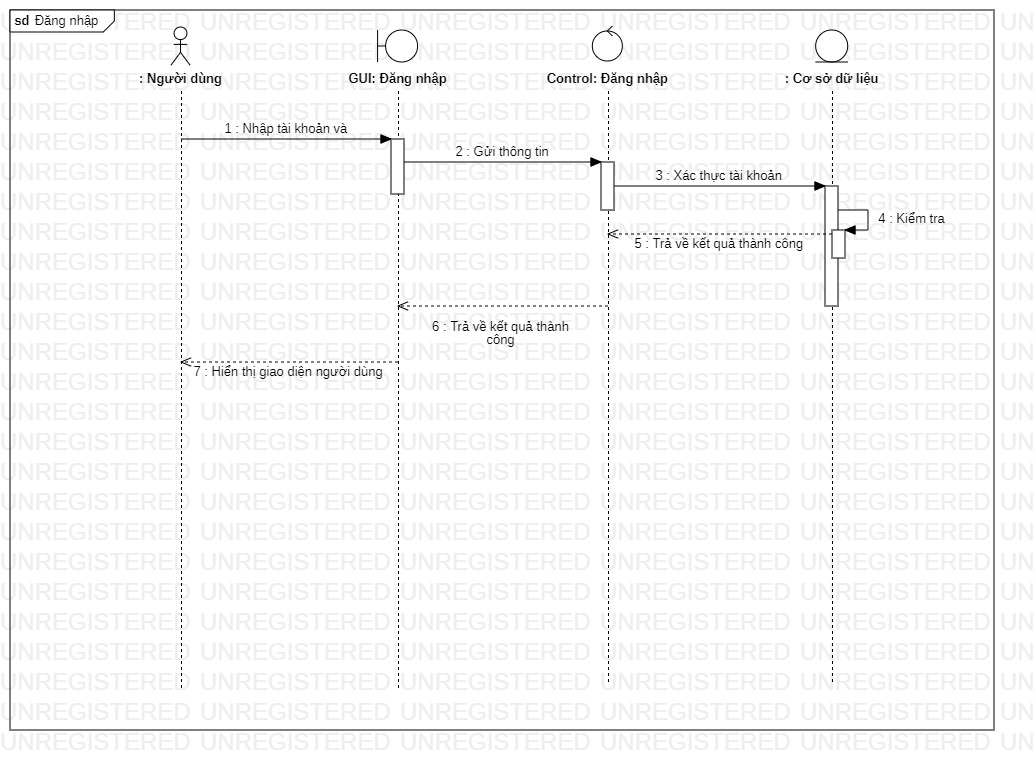 sd Đăng nhập
: Người dùng
GUI: Đăng nhập
Control: Đăng nhập
: Cơ sở dữ liệu
1 : Nhập tài khoản và
2 : Gửi thông tin
3 : Xác thực tài khoản
4 : Kiểm tra
5 : Trả về kết quả thành công
6 : Trả về kết quả thành
công
7 : Hiển thị giao diện người dùng
UNREGISTERED